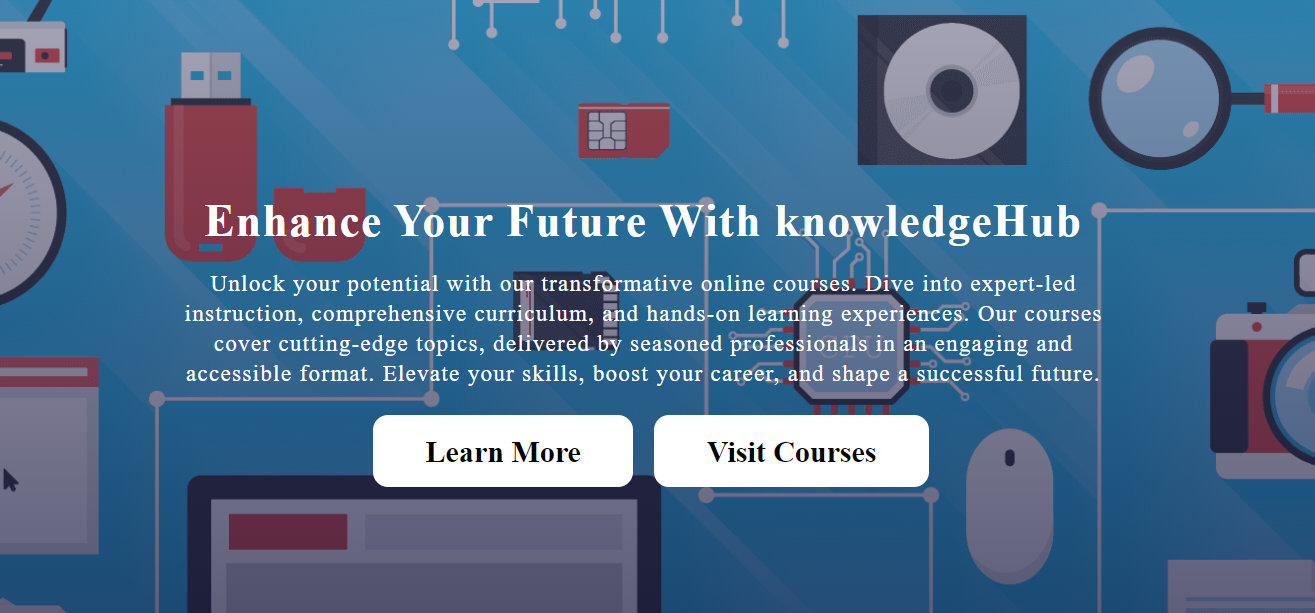 Enhance Your Future With knowledgeHub
Unlock your potential with our transformative online courses. Dive into expert-led
instruction, comprehensive curriculum, and hands-on learning experiences. Our courses
cover cutting-edge topics, delivered by seasoned professionals in an engaging and
accessible format. Elevate your skills, boost your career, and shape a successful future.
Learn More
Visit Courses